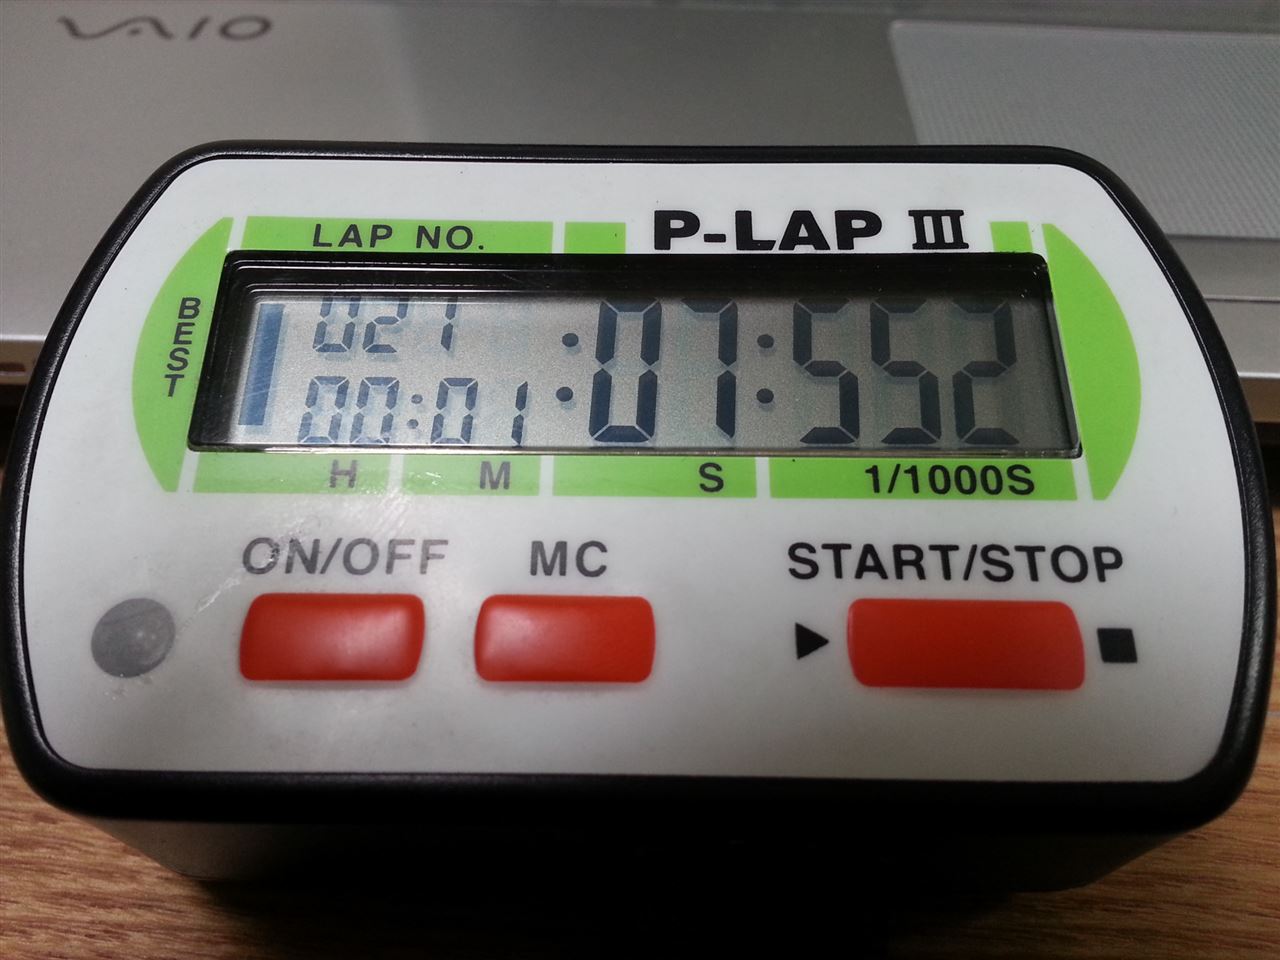 VAIO
P-LAP III
LAP NO.
BEST
021
00:01:07:552
H M S 1/1000S
ON/OFF MC START/STOP